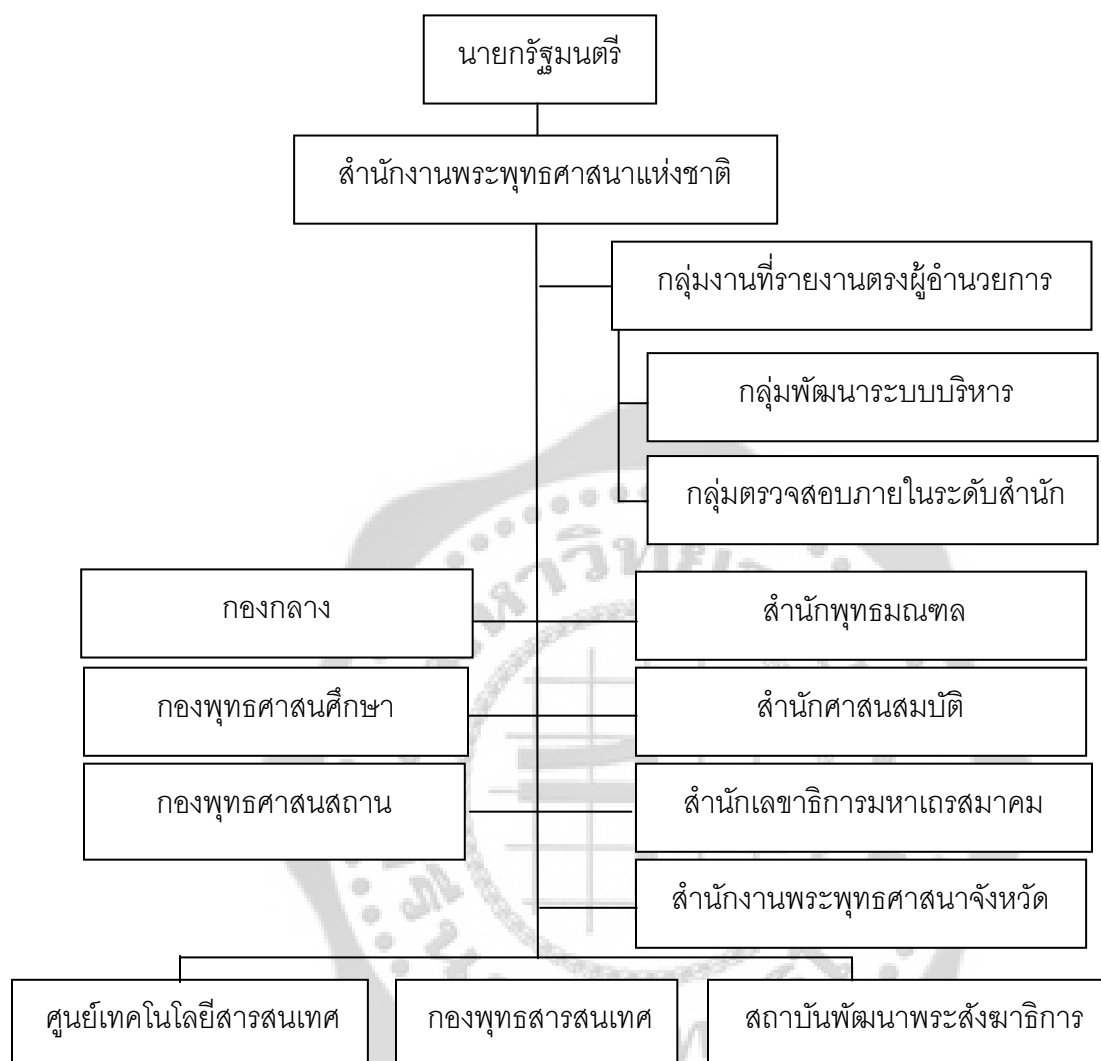 นายกรัฐมนตรี
สำนักงานพระพุทธศาสนาแห่งชาติ
กลุ่มงานที่รายงานตรงผู้อำนวยการ
กลุ่มพัฒนาระบบบริหาร
กลุ่มตรวจสอบภายในระดับสำนัก
กองกลาง
สำนักพุทธมณฑล
กองพุทธศาสนศึกษา
สำนักศาสนสมบัติ
กองพุทธศาสนสถาน
สำนักเลขาธิการมหาเถรสมาคม
สำนักงานพระพุทธศาสนาจังหวัด
ศูนย์เทคโนโลยีสารสนเทศ
กองพุทธสารสนเทศ
สถาบันพัฒนาพระสังฆาธิการ